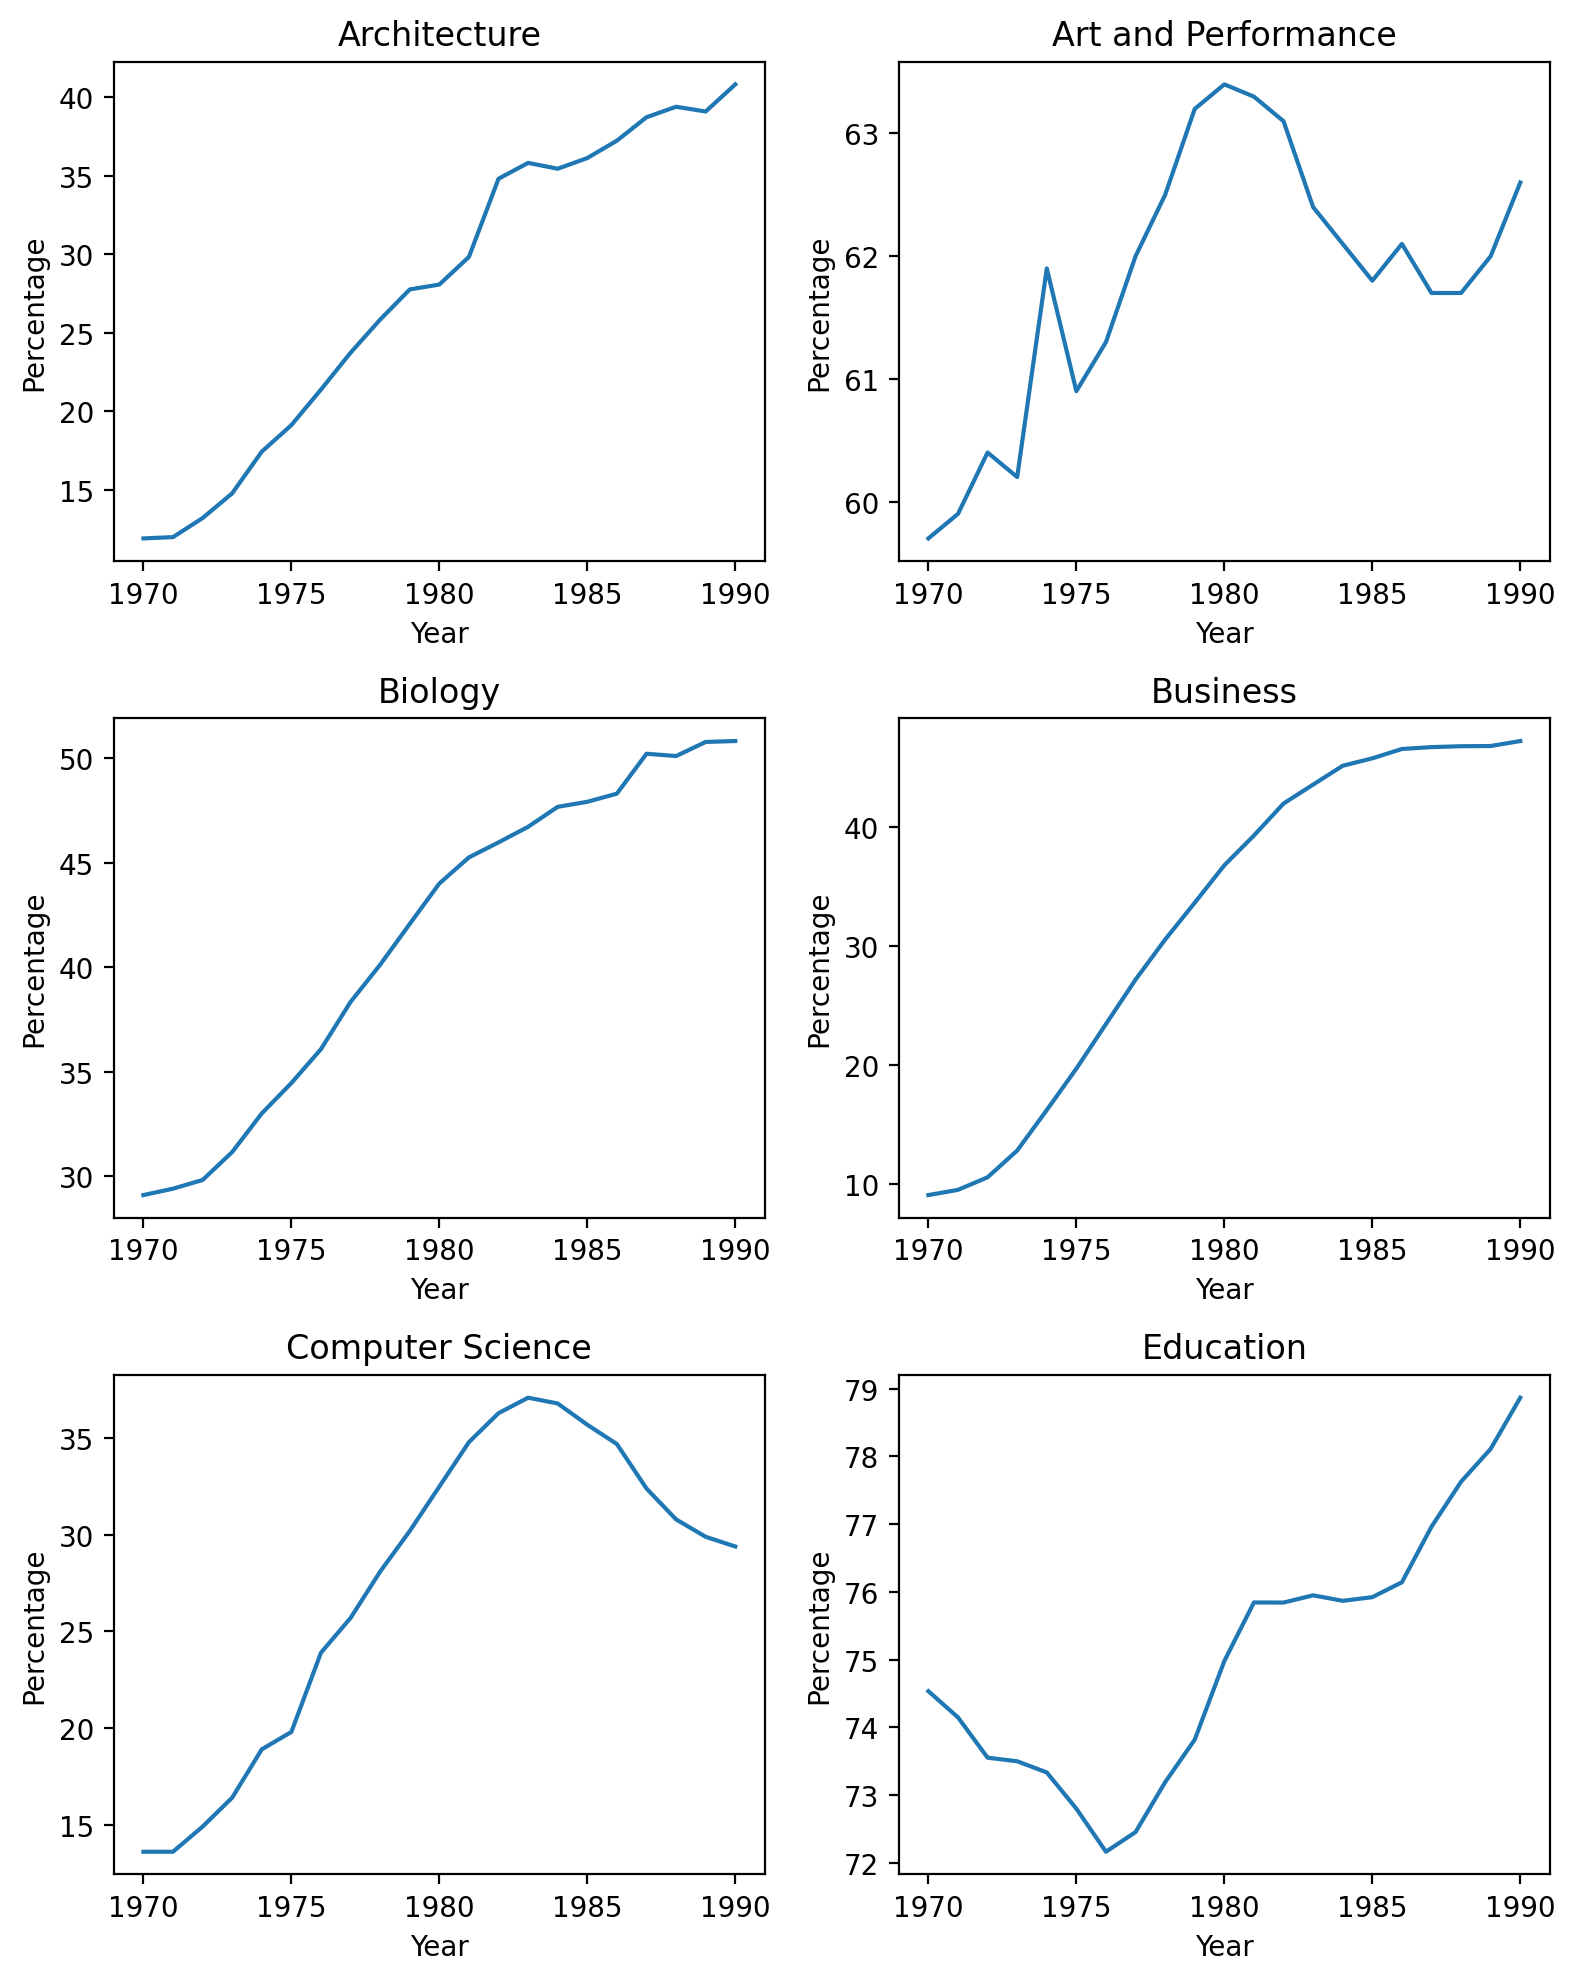 Architecture
Percentage
40
35
30
25
20
15
1970 1975 1980 1985 1990
Year
Art and Performance
Percentage
63
62
61
60
1970 1975 1980 1985 1990
Year
Biology
Percentage
50
45
40
35
30
1970 1975 1980 1985 1990
Year
Business
Percentage
40
30
20
10
1970 1975 1980 1985 1990
Year
Computer Science
Percentage
35
30
25
20
15
1970 1975 1980 1985 1990
Year
Education
Percentage
79
78
77
76
75
74
73
72
1970 1975 1980 1985 1990
Year